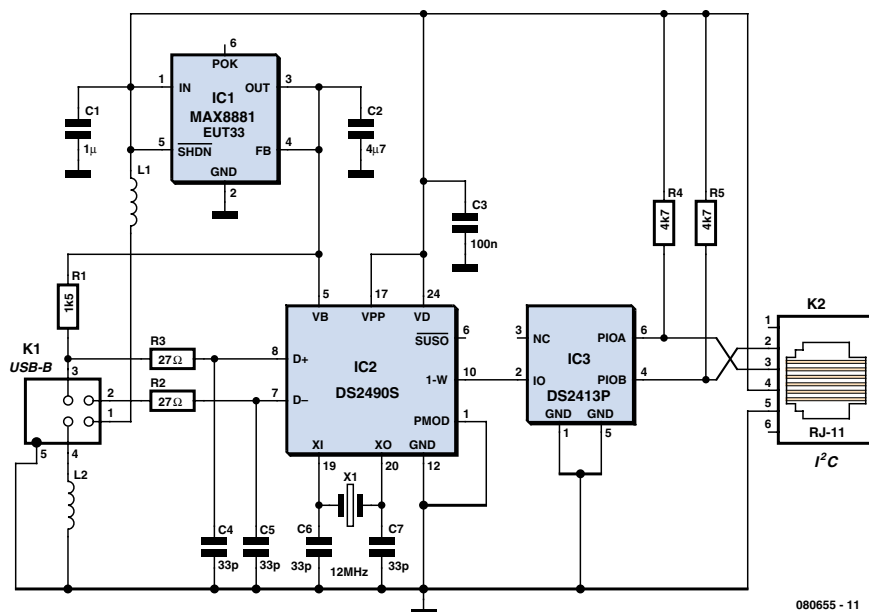 6
POK
1
IN
OUT
3
IC1
MAX8881
EUT33
5
SHDN
FB
4
GND
2
C1
1µ
C2
4µ7
L1
C3
100n
R4
4k7
R5
4k7
R1
1k5
K1
USB-B
3
2
1
5
4
R3
27Ω
R2
27Ω
L2
5
17
24
VB
VPP
VD
8
D+
SUSO
6
IC2
DS2490S
7
D–
1-W
10
PMOD
1
XI
XO
GND
19
20
12
X1
12MHz
C4
33p
C5
33p
C6
33p
C7
33p
3
NC
PIOA
6
IC3
2
IO
PIOB
4
DS2413P
GND
GND
1
5
K2
1
2
3
4
5
6
RJ-11
I²C
080655 - 11